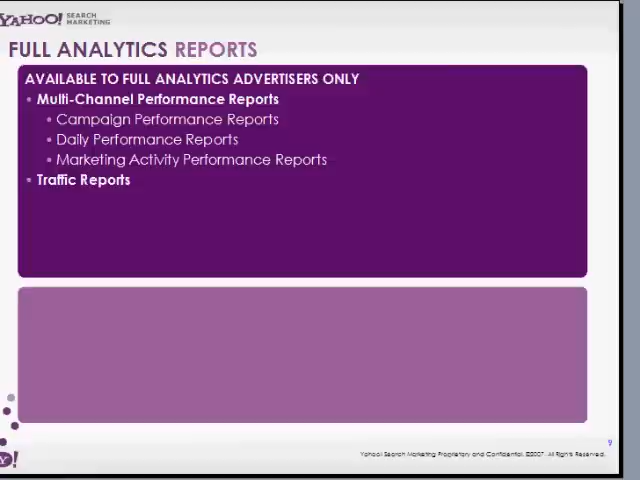 YAHOO! SEARCH MARKETING
FULL ANALYTICS REPORTS
AVAILABLE TO FULL ANALYTICS ADVERTISERS ONLY
• Multi-Channel Performance Reports
• Campaign Performance Reports
• Daily Performance Reports
• Marketing Activity Performance Reports
• Traffic Reports
9
Yahoo! Search Marketing Proprietary and Confidential. ©2007. All Rights Reserved.
Y!